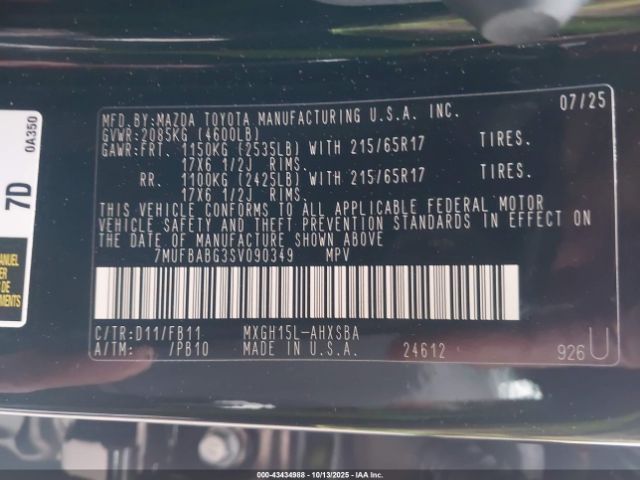 MFD.BY:MAZDA TOYOTA MANUFACTURING U.S.A. INC. 07/25
GVWR:2085KG (4600LB)
GAWR:FRT. 1150KG (2535LB) WITH 215/65R17 TIRES.
17X6 1/2J RIMS.
RR. 1100KG (2425LB) WITH 215/65R17 TIRES.
17X6 1/2J RIMS.
THIS VEHICLE CONFORMS TO ALL APPLICABLE FEDERAL MOTOR
VEHICLE SAFETY AND THEFT PREVENTION STANDARDS IN EFFECT ON
THE DATE OF MANUFACTURE SHOWN ABOVE
7MUFBABG3SV090349 MPV
C/TR:D11/FB11 MXGH15L-AHXSBA
A/TM: /PB10 MADE IN U.S.A. 24612 926 U
7D
0A350
MANUEL
DE
000-43434988 - 10/13/2025 - IAA, Inc.